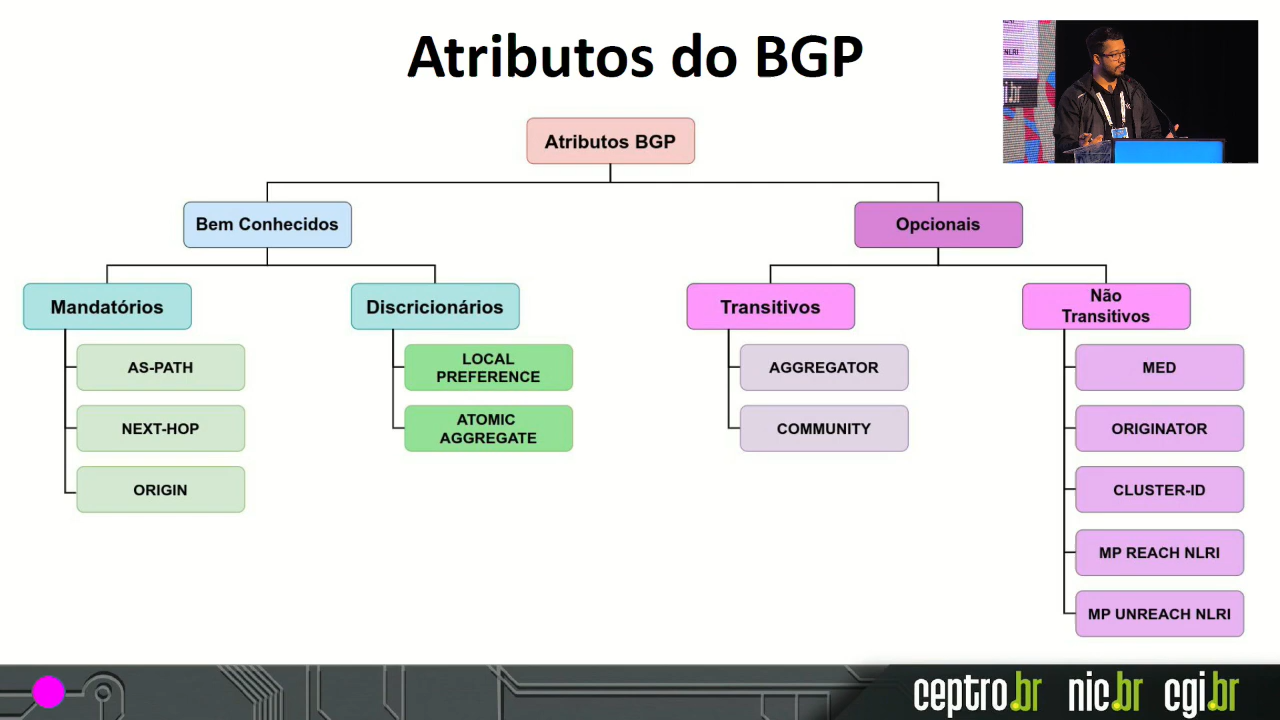 Atributos do BGP
NLRI
Atributos BGP
Bem Conhecidos
Opcionais
Mandatórios
Discricionários
Transitivos
Não
Transitivos
AS-PATH
NEXT-HOP
ORIGIN
LOCAL
PREFERENCE
ATOMIC
AGGREGATE
AGGREGATOR
COMMUNITY
MED
ORIGINATOR
CLUSTER-ID
MP REACH NLRI
MP UNREACH NLRI
ceptro.br nic.br cgi.br